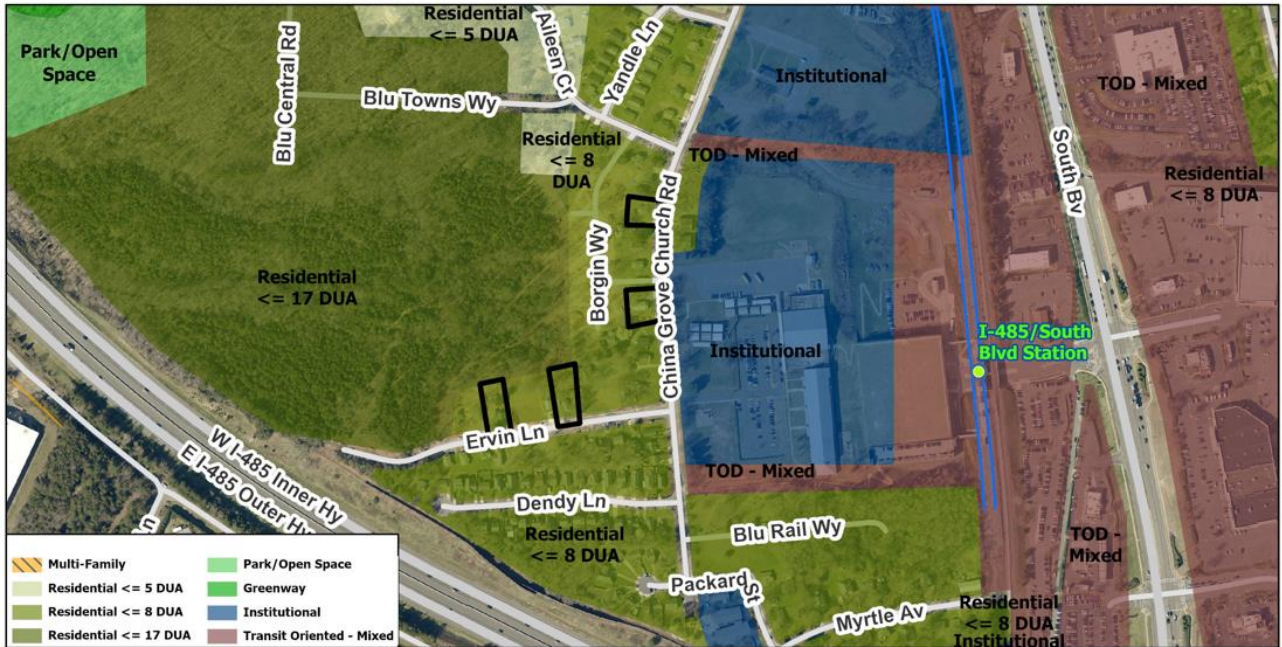 Residential
<= 5 DUA
Park/Open
Space
Blu Central Rd
Aileen Cr
Yandle Ln
Institutional
TOD - Mixed
Blu Towns Wy
South Bv
Residential
<= 8
DUA
TOD - Mixed
Residential
<= 8 DUA
Borgin Wy
China Grove Church Rd
Residential
<= 17 DUA
I-485/South
Blvd Station
Institutional
W I-485 Inner Hy
E I-485 Outer Hy
Ervin Ln
TOD - Mixed
Dendy Ln
Residential
<= 8 DUA
Blu Rail Wy
TOD -
Mixed
Ln
Packard St
Myrtle Av
Residential
<= 8 DUA
Institutional
Multi-Family
Residential <= 5 DUA
Residential <= 8 DUA
Residential <= 17 DUA
Park/Open Space
Greenway
Institutional
Transit Oriented - Mixed